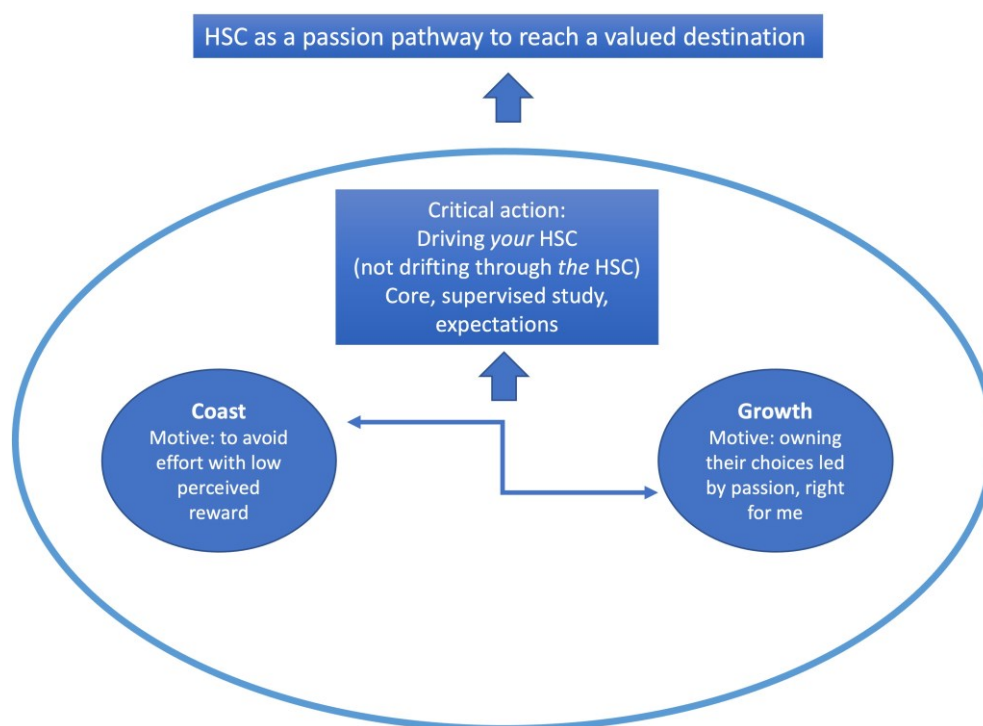 HSC as a passion pathway to reach a valued destination
Critical action:
Driving your HSC
(not drifting through the HSC)
Core, supervised study,
expectations
Coast
Motive: to avoid
effort with low
perceived
reward
Growth
Motive: owning
their choices led
by passion, right
for me